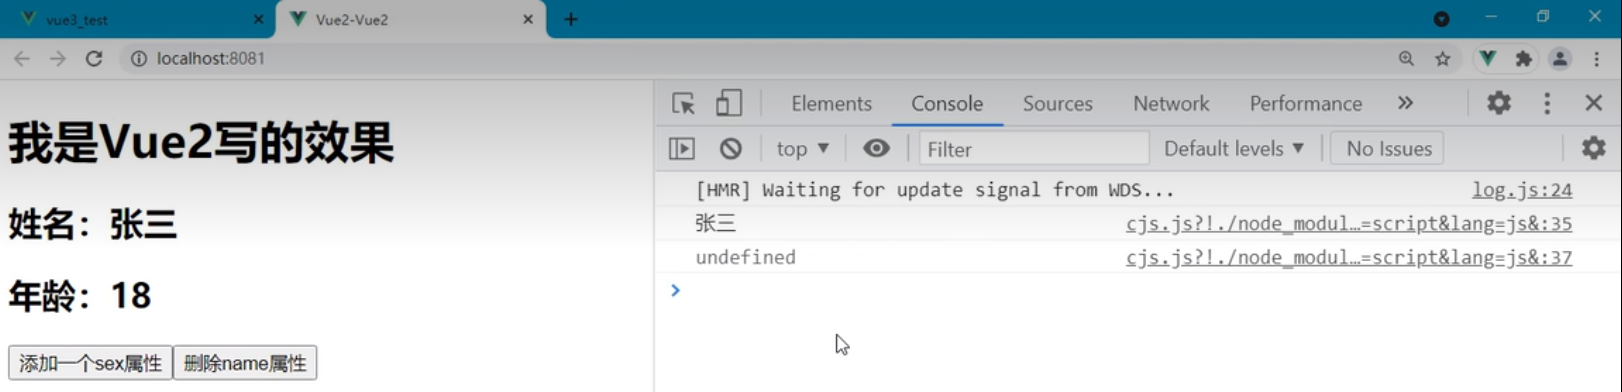 vue3_test
Vue2-Vue2
localhost:8081
我是Vue2写的效果
姓名：张三
年龄：18
添加一个sex属性 删除name属性
Elements Console Sources Network Performance
top Filter Default levels No Issues
[HMR] Waiting for update signal from WDS... log.js:24
张三 cjs.js?!./node_modul…=script&lang=js&:35
undefined cjs.js?!./node_modul…=script&lang=js&:37